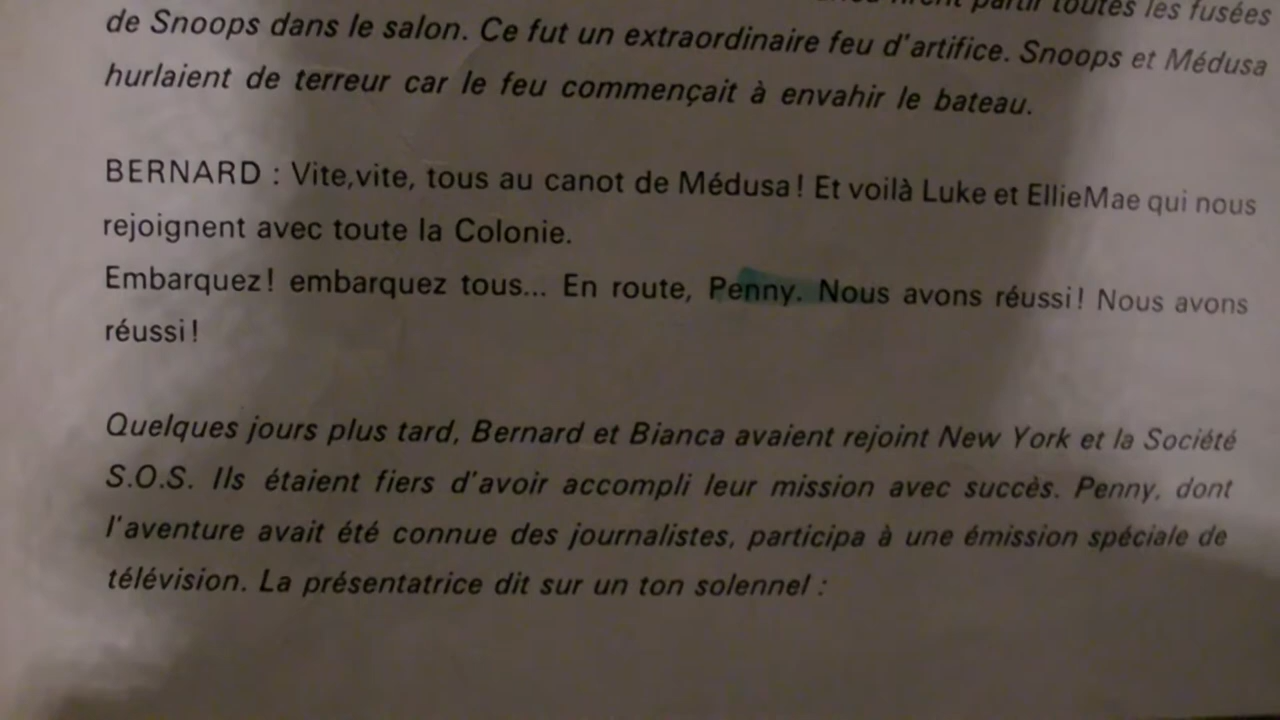 partir toutes les fusées
de Snoops dans le salon. Ce fut un extraordinaire feu d'artifice. Snoops et Médusa
hurlaient de terreur car le feu commençait à envahir le bateau.
BERNARD : Vite,vite, tous au canot de Médusa! Et voilà Luke et EllieMae qui nous
rejoignent avec toute la Colonie.
Embarquez! embarquez tous... En route, Penny. Nous avons réussi! Nous avons
réussi!
Quelques jours plus tard, Bernard et Bianca avaient rejoint New York et la Société
S.O.S. Ils étaient fiers d'avoir accompli leur mission avec succès. Penny, dont
l'aventure avait été connue des journalistes, participa à une émission spéciale de
télévision. La présentatrice dit sur un ton solennel :